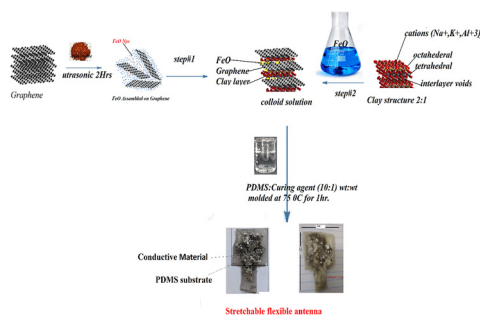 FeO Nps
utrasonic 2Hrs
Graphene
FeO Assmbled on Graphene
step#1
FeO
Graphene
Clay layer
colloid solution
FeO
step#2
cations (Na+,K+,Al+3)
octahederal
tetrahedral
interlayer voids
Clay structure 2:1
PDMS:Curing agent (10:1) wt:wt
molded at 75 0C for 1hr.
Conductive Material
PDMS substrate
Stretchable flexible antenna